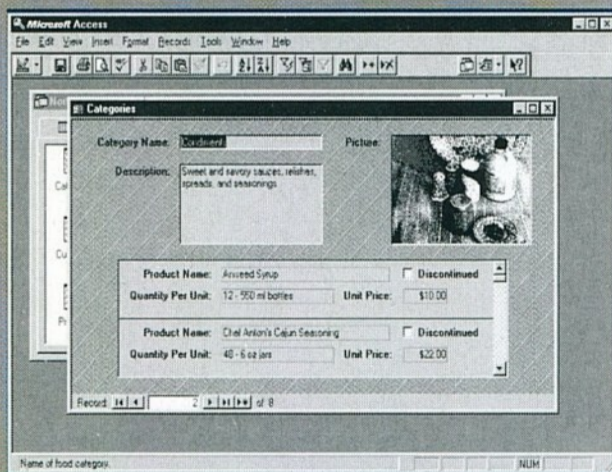 Microsoft Access
File Edit View Insert Format Records Tools Window Help
Categories
Category Name: Condiments
Picture:
Description: Sweet and savory sauces, relishes,
spreads, and seasonings
Product Name: Aniseed Syrup
Discontinued
Quantity Per Unit: 12 - 550 ml bottles
Unit Price: $10.00
Product Name: Chef Anton's Cajun Seasoning
Discontinued
Quantity Per Unit: 48 - 6 oz jars
Unit Price: $22.00
Record: 2 of 8
Name of food category.
NUM